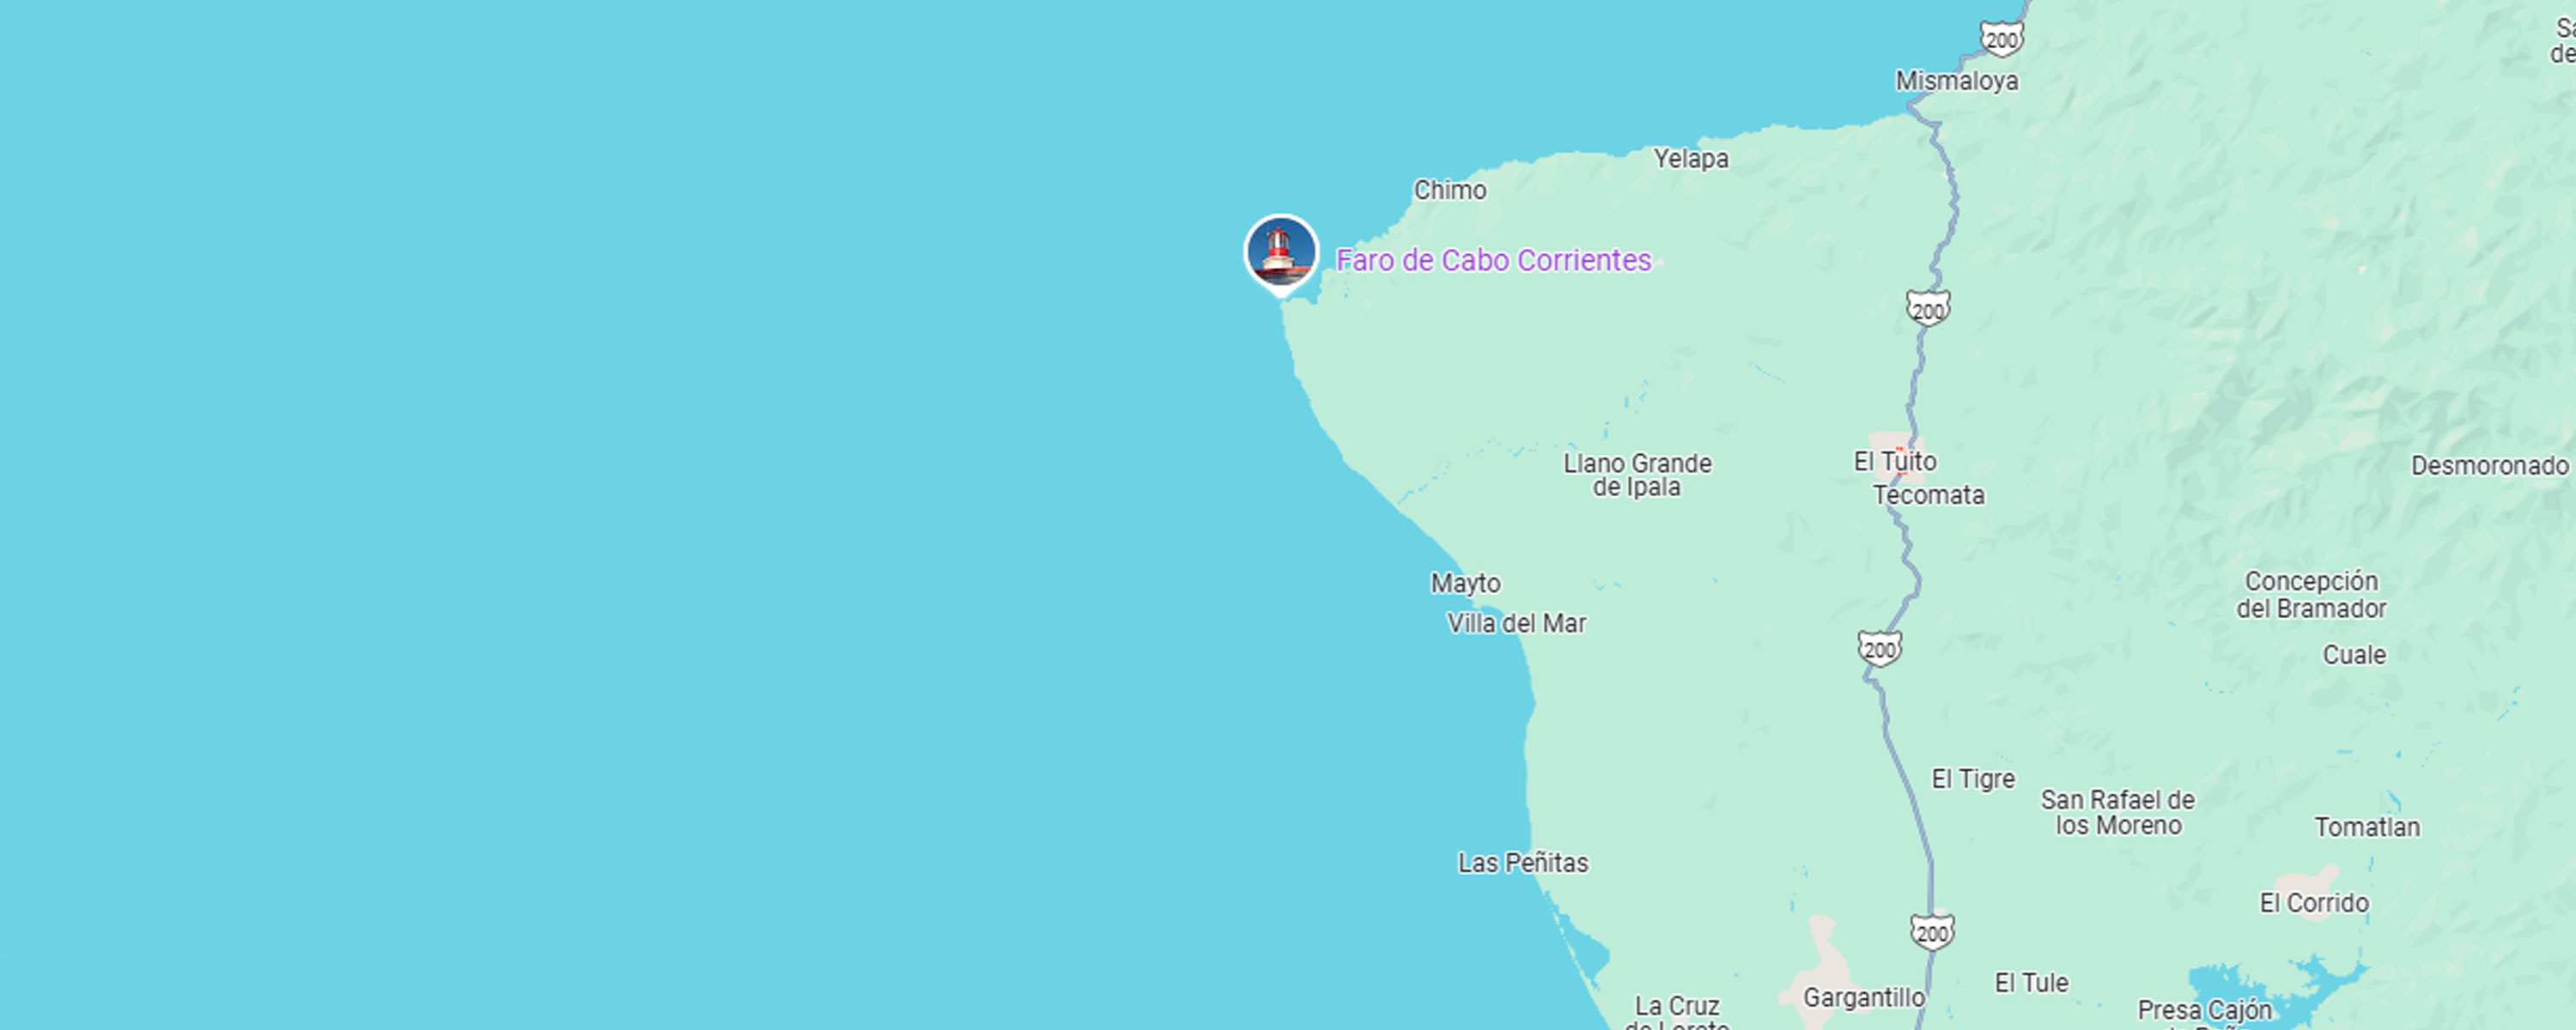 200
Mismaloya
Yelapa
Chimo
Faro de Cabo Corrientes
200
Llano Grande
de Ipala
El Tuito
Tecomata
Desmoronado
Mayto
Villa del Mar
Concepción
del Bramador
200
Cuale
El Tigre
San Rafael de
los Moreno
Tomatlan
Las Peñitas
El Corrido
200
El Tule
Gargantillo
La Cruz
Presa Cajón